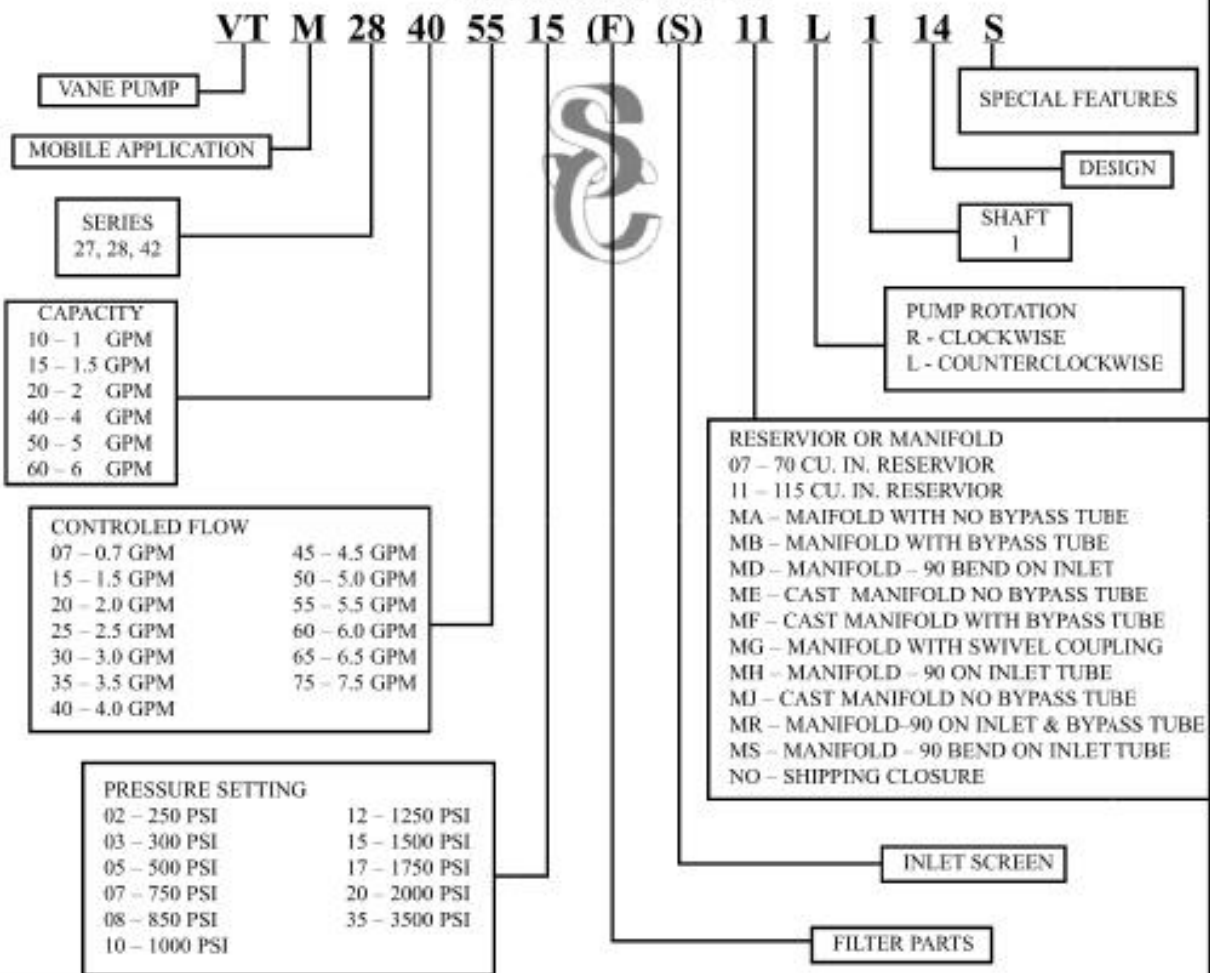 VT M 28 40 55 15 (F) (S) 11 L 1 14 S
VANE PUMP
MOBILE APPLICATION
SERIES
27, 28, 42
CAPACITY
10 – 1 GPM
15 – 1.5 GPM
20 – 2 GPM
40 – 4 GPM
50 – 5 GPM
60 – 6 GPM
CONTROLED FLOW
07 – 0.7 GPM
15 – 1.5 GPM
20 – 2.0 GPM
25 – 2.5 GPM
30 – 3.0 GPM
35 – 3.5 GPM
40 – 4.0 GPM
45 – 4.5 GPM
50 – 5.0 GPM
55 – 5.5 GPM
60 – 6.0 GPM
65 – 6.5 GPM
75 – 7.5 GPM
PRESSURE SETTING
02 – 250 PSI
03 – 300 PSI
05 – 500 PSI
07 – 750 PSI
08 – 850 PSI
10 – 1000 PSI
12 – 1250 PSI
15 – 1500 PSI
17 – 1750 PSI
20 – 2000 PSI
35 – 3500 PSI
SC
SPECIAL FEATURES
DESIGN
SHAFT
1
PUMP ROTATION
R - CLOCKWISE
L - COUNTERCLOCKWISE
RESERVIOR OR MANIFOLD
07 – 70 CU. IN. RESERVIOR
11 – 115 CU. IN. RESERVIOR
MA – MAIFOLD WITH NO BYPASS TUBE
MB – MANIFOLD WITH BYPASS TUBE
MD – MANIFOLD – 90 BEND ON INLET
ME – CAST MANIFOLD NO BYPASS TUBE
MF – CAST MANIFOLD WITH BYPASS TUBE
MG – MANIFOLD WITH SWIVEL COUPLING
MH – MANIFOLD – 90 ON INLET TUBE
MJ – CAST MANIFOLD NO BYPASS TUBE
MR – MANIFOLD–90 ON INLET & BYPASS TUBE
MS – MANIFOLD – 90 BEND ON INLET TUBE
NO – SHIPPING CLOSURE
INLET SCREEN
FILTER PARTS